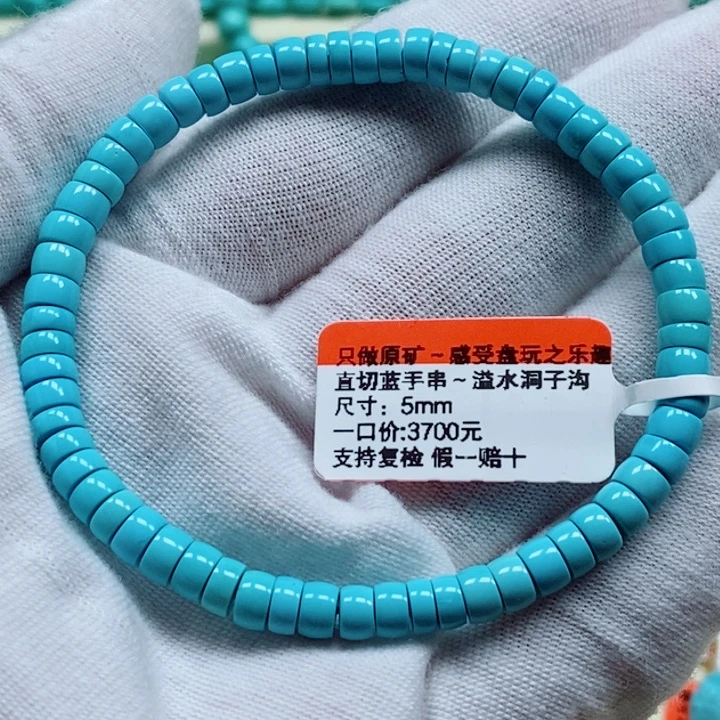 只做原矿~感受盘玩之乐趣
直切蓝手串~溢水洞子沟
尺寸：5mm
一口价:3700元
支持复检 假一赔十